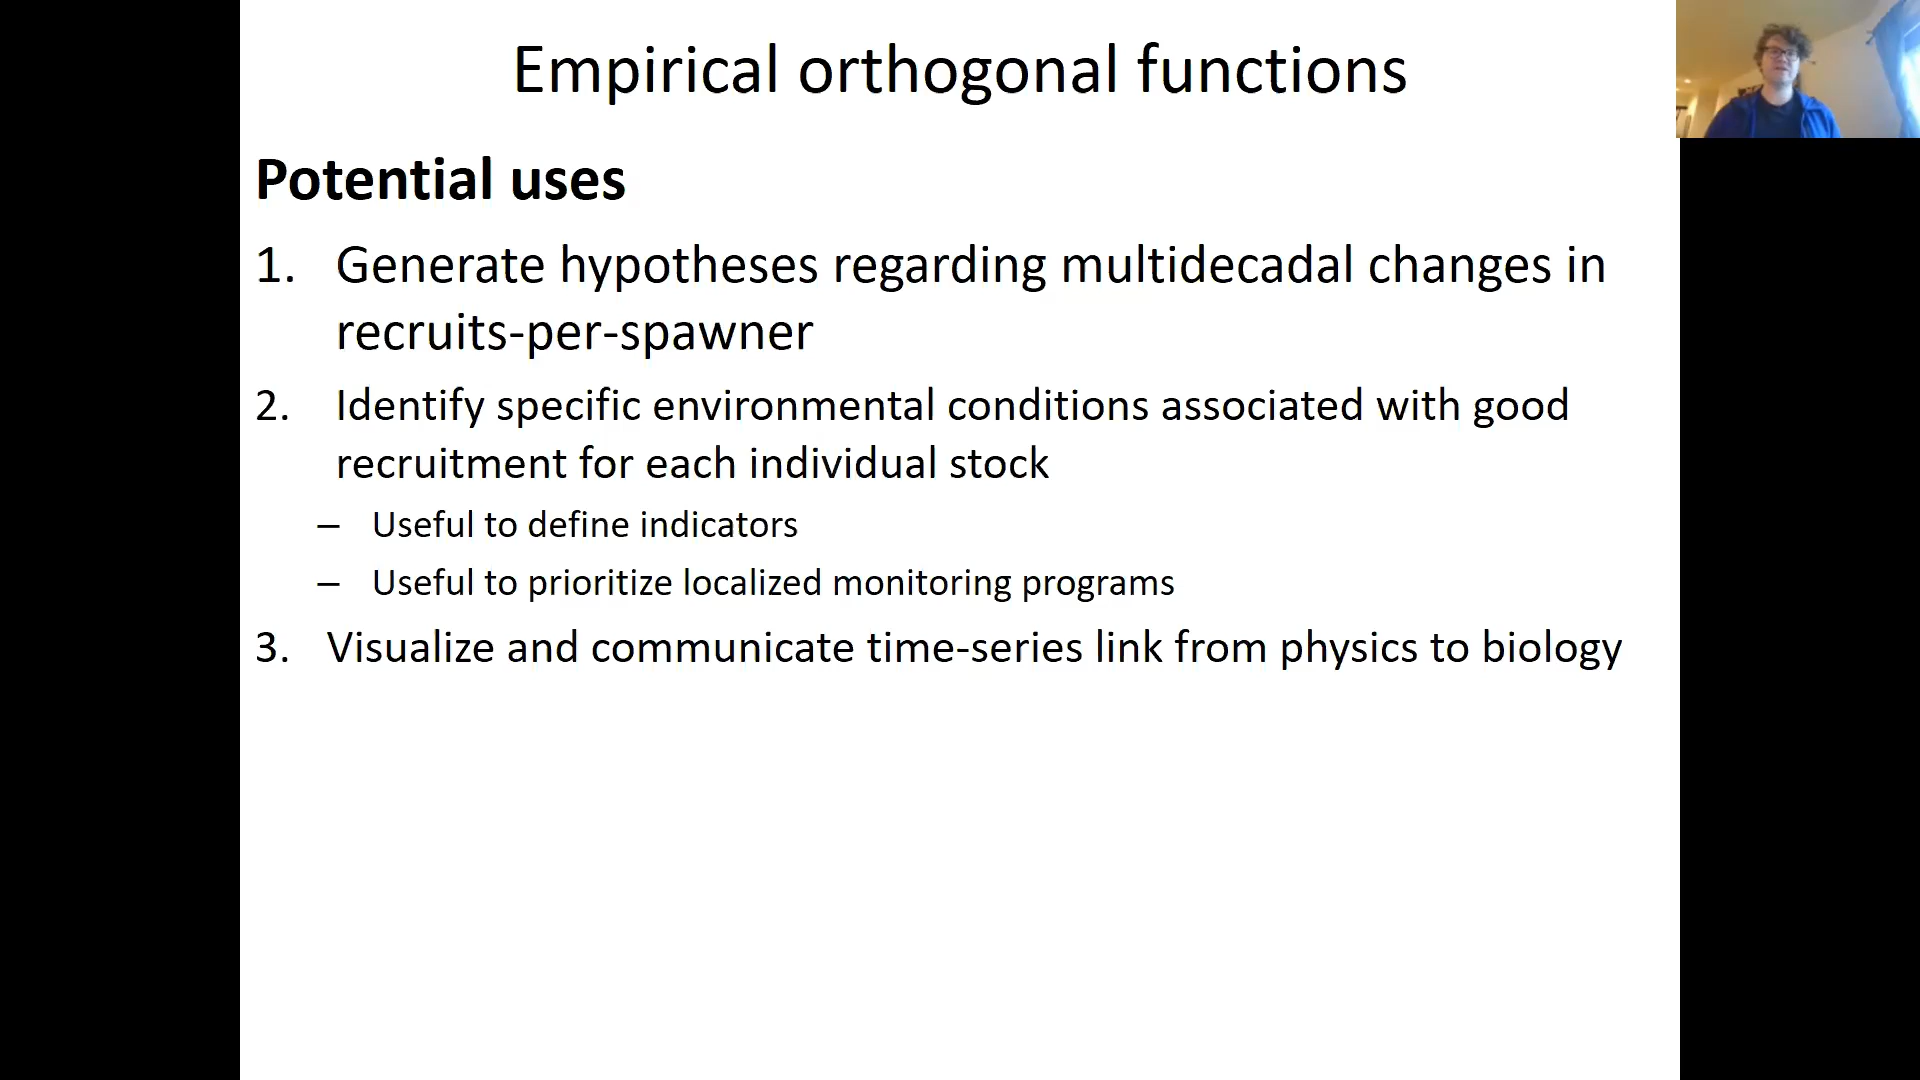 Empirical orthogonal functions
Potential uses
1. Generate hypotheses regarding multidecadal changes in
recruits-per-spawner
2. Identify specific environmental conditions associated with good
recruitment for each individual stock
– Useful to define indicators
– Useful to prioritize localized monitoring programs
3. Visualize and communicate time-series link from physics to biology